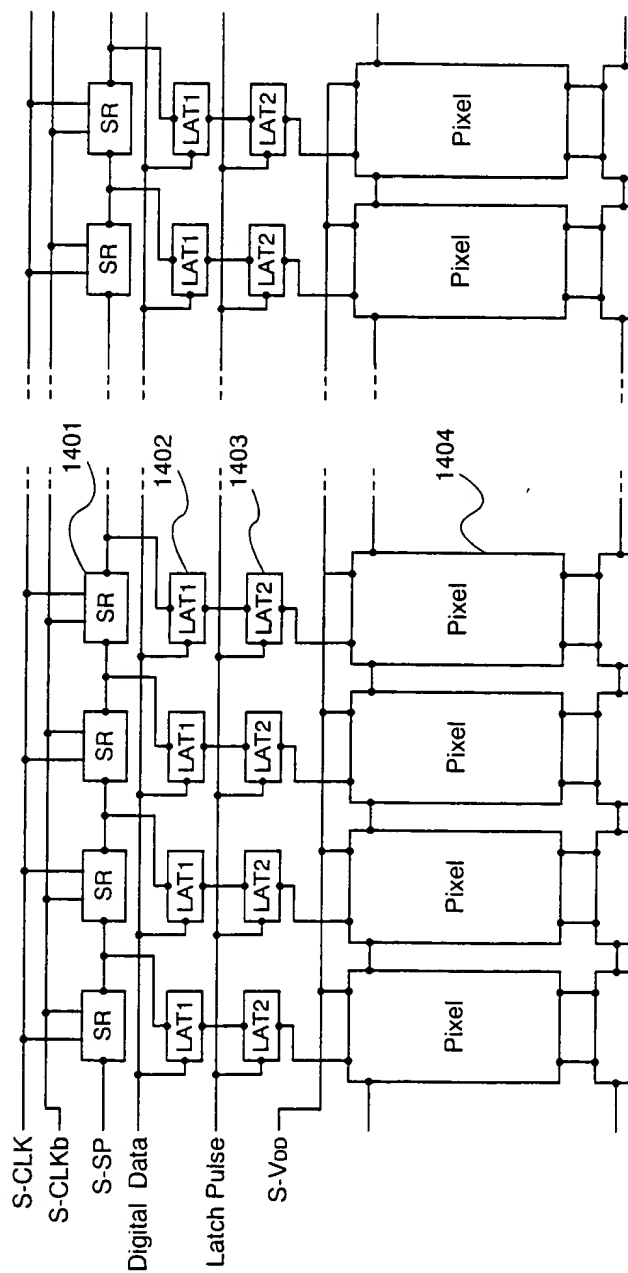 S-CLK
S-CLKb
S-SP
Digital Data
Latch Pulse
S-VDD
1401
1402
1403
1404
SR SR SR SR SR SR
LAT1 LAT1 LAT1 LAT1 LAT1 LAT1
LAT2 LAT2 LAT2 LAT2 LAT2 LAT2
Pixel Pixel Pixel Pixel Pixel Pixel